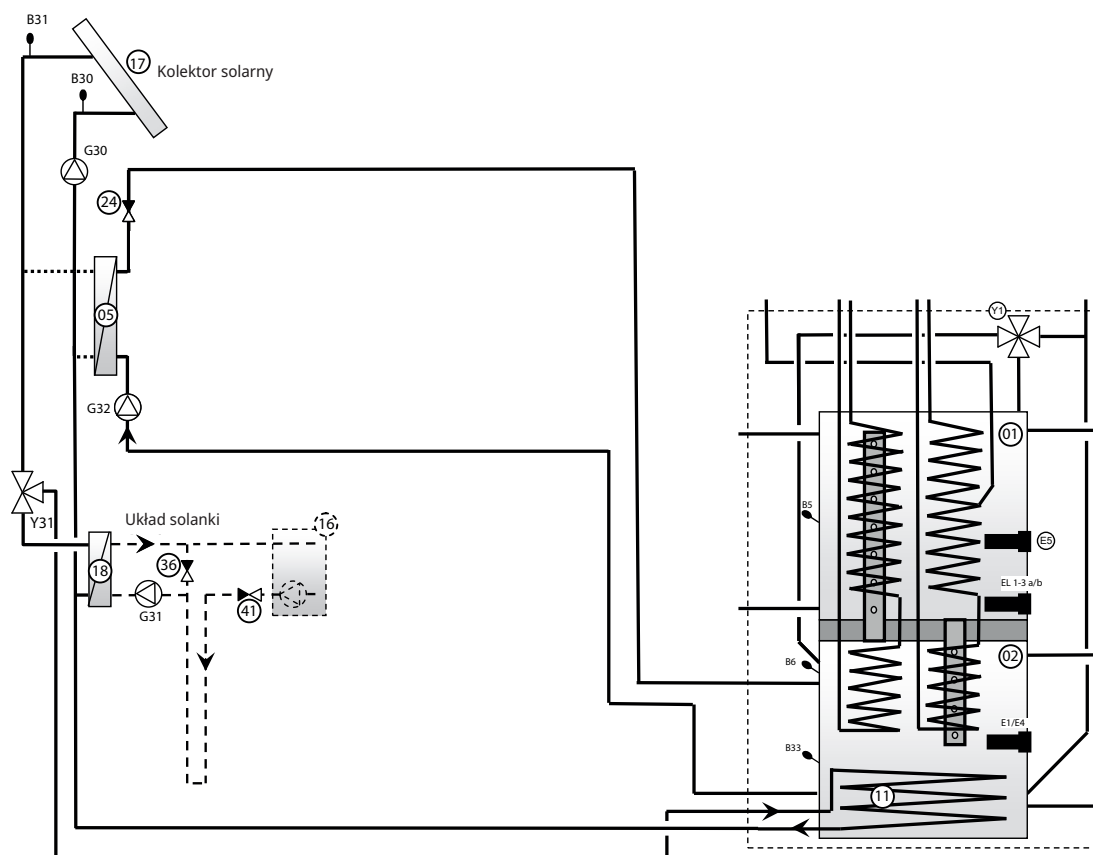 B31
17
Kolektor solarny
B30
G30
24
05
G32
Y1
01
B5
E5
Y31
Układ solanki
16
36
18
EL 1-3 a/b
G31
41
02
B6
E1/E4
B33
11